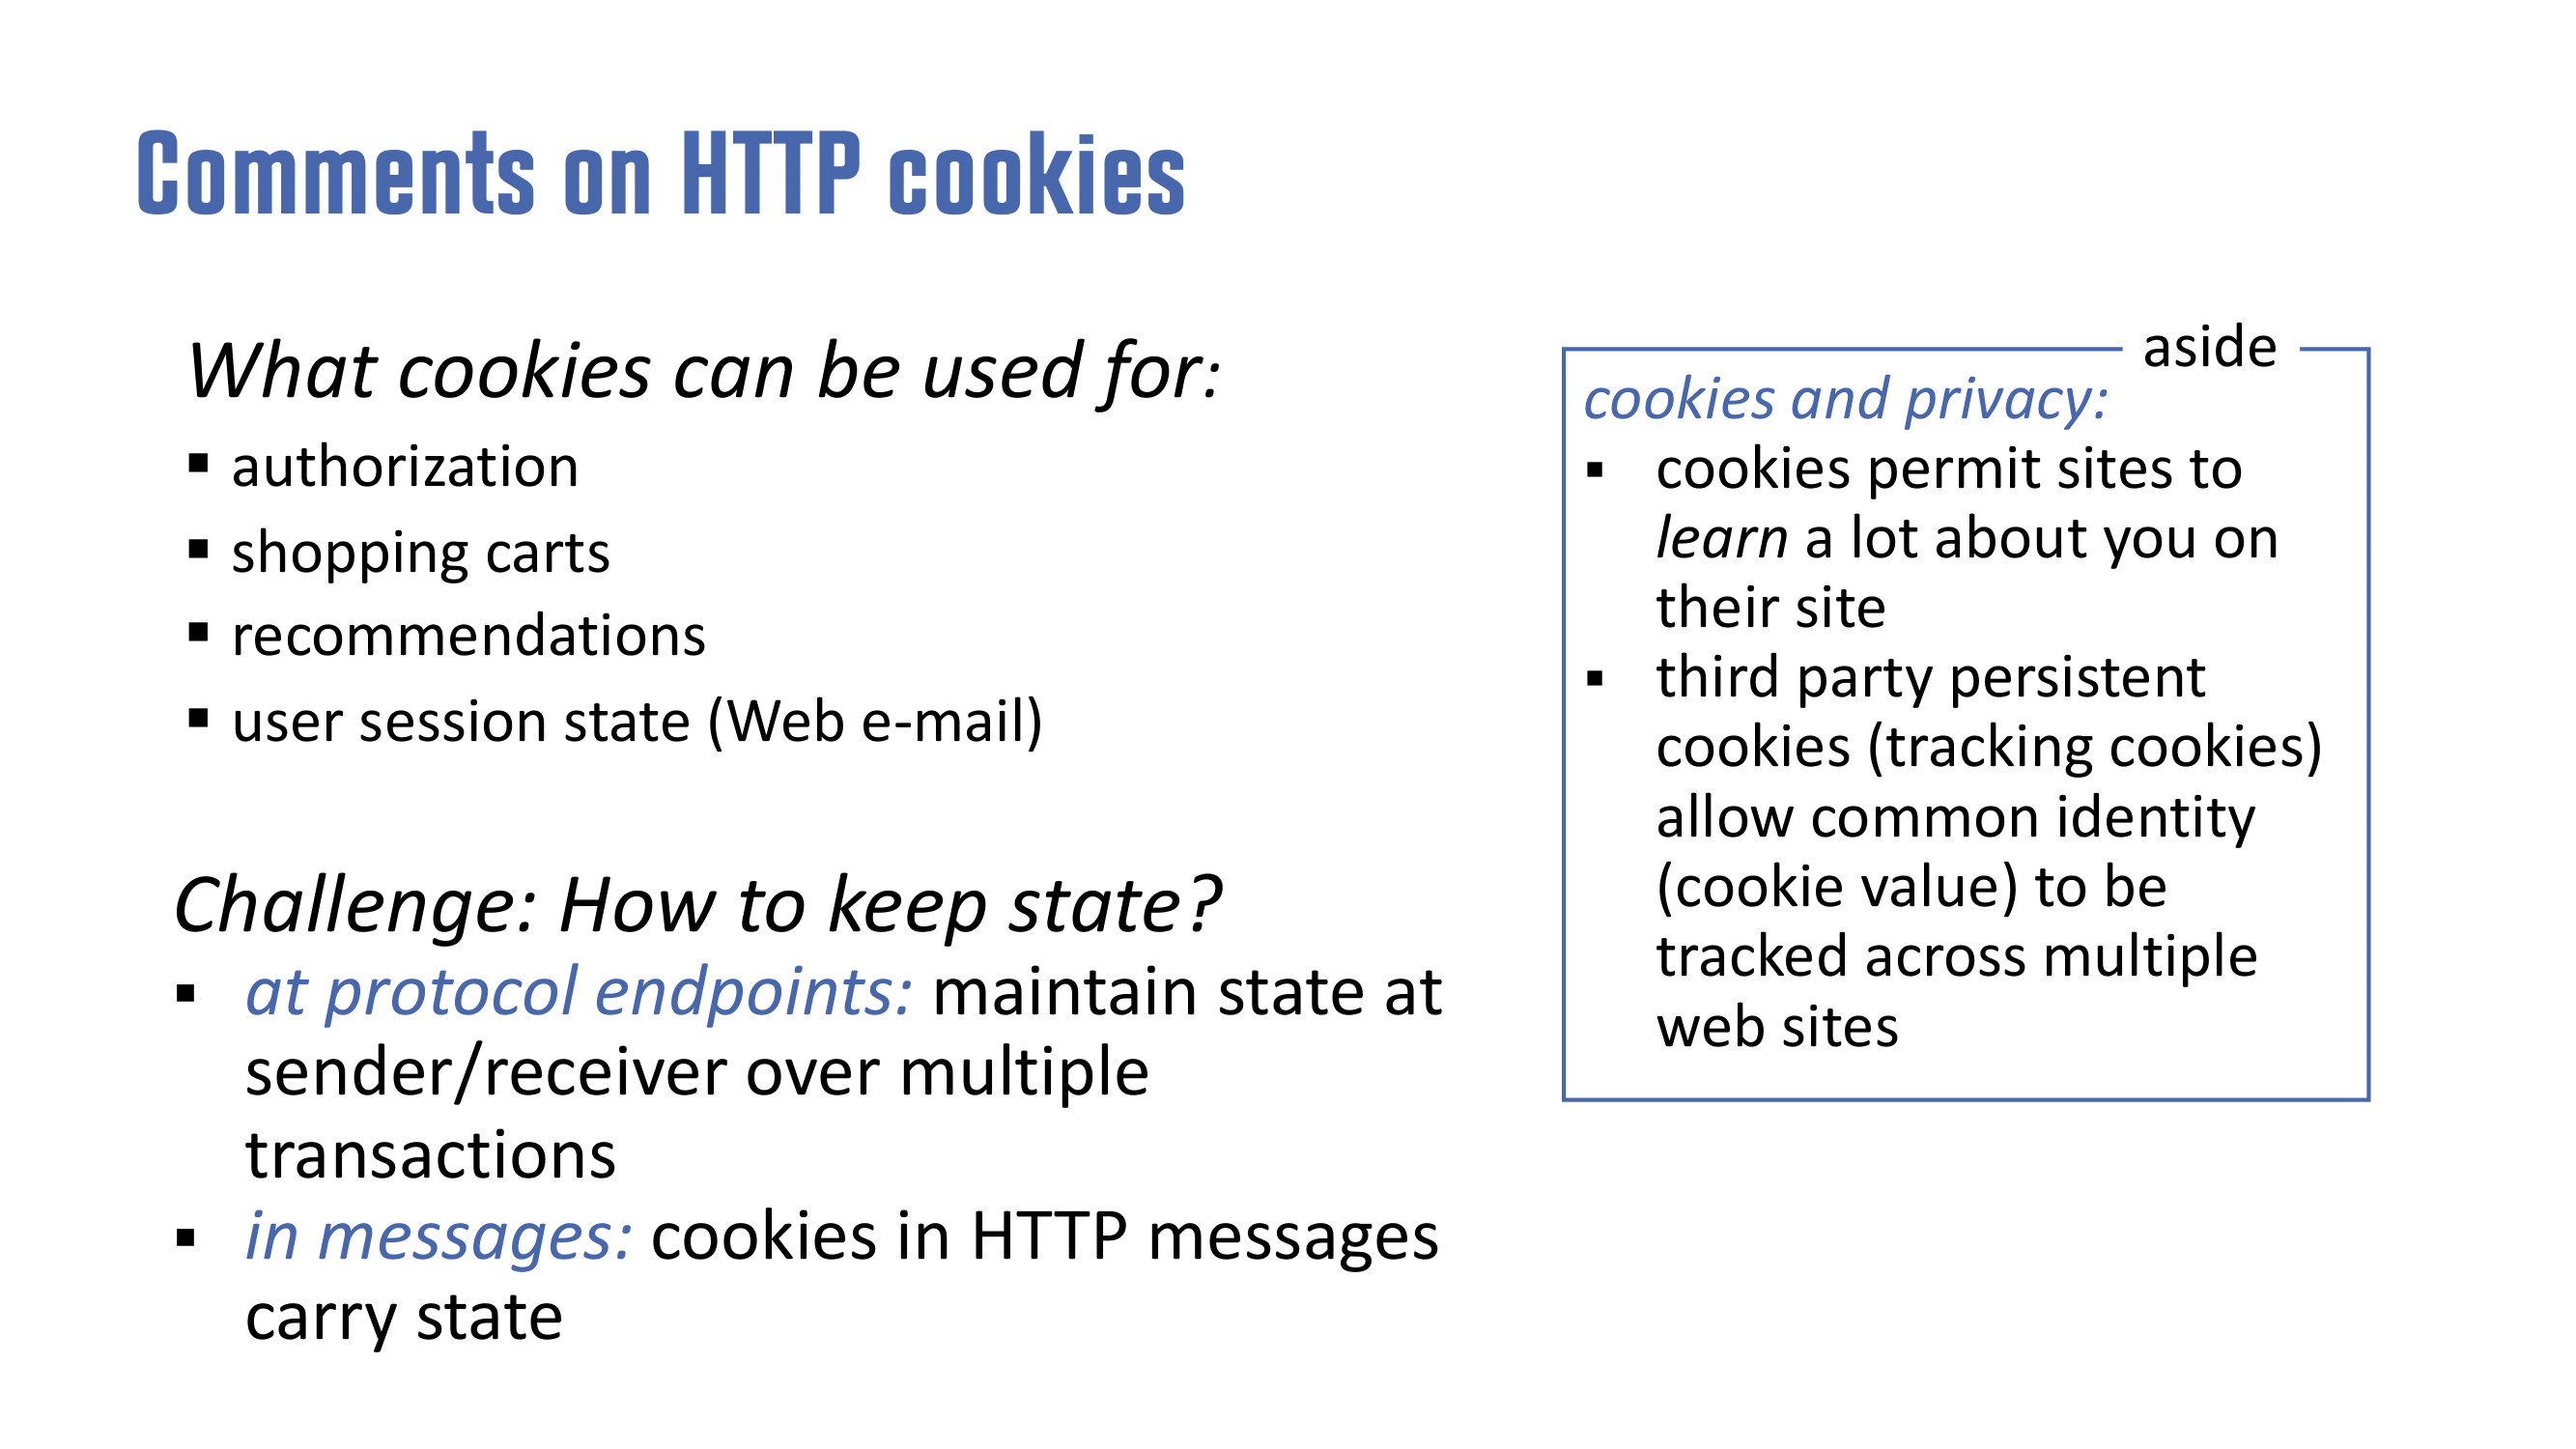 Comments on HTTP cookies
What cookies can be used for:
▪ authorization
▪ shopping carts
▪ recommendations
▪ user session state (Web e-mail)
Challenge: How to keep state?
▪ at protocol endpoints: maintain state at
sender/receiver over multiple
transactions
▪ in messages: cookies in HTTP messages
carry state
aside
cookies and privacy:
▪ cookies permit sites to
learn a lot about you on
their site
▪ third party persistent
cookies (tracking cookies)
allow common identity
(cookie value) to be
tracked across multiple
web sites